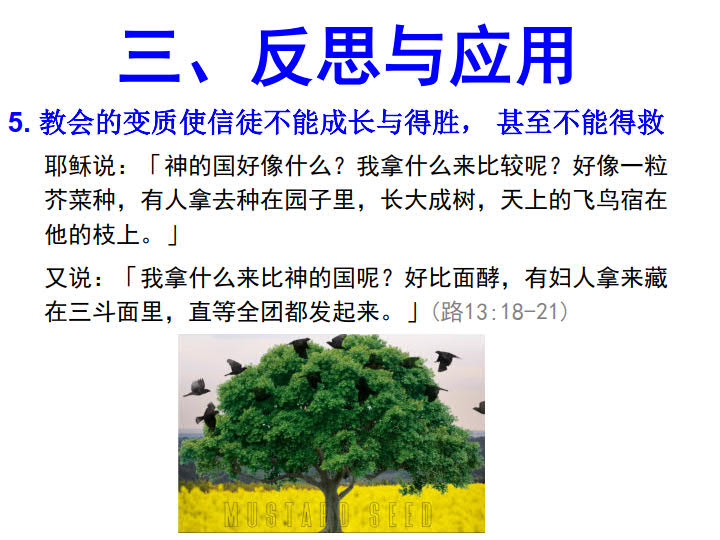 三、反思与应用
5. 教会的变质使信徒不能成长与得胜， 甚至不能得救
耶稣说：「神的国好像什么？我拿什么来比较呢？好像一粒
芥菜种，有人拿去种在园子里，长大成树，天上的飞鸟宿在
他的枝上。」
又说：「我拿什么来比神的国呢？好比面酵，有妇人拿来藏
在三斗面里，直等全团都发起来。」(路13:18-21)
MUSTARD SEED